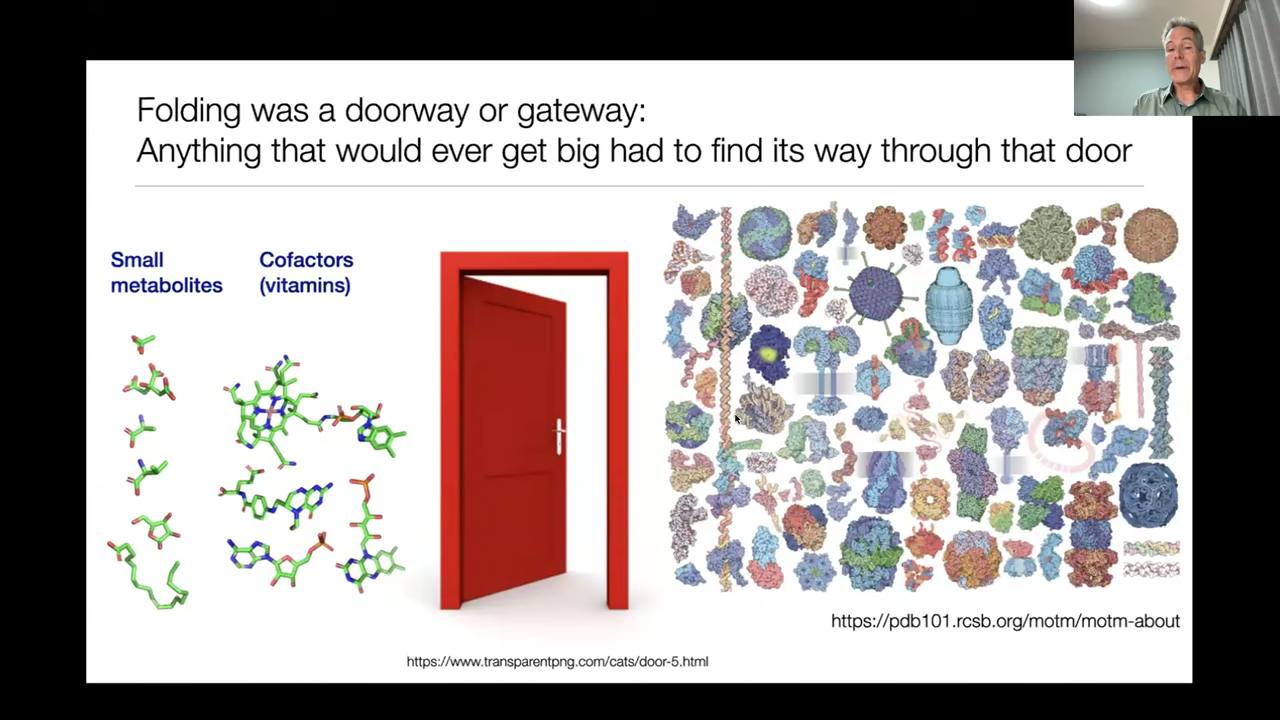 Folding was a doorway or gateway:
Anything that would ever get big had to find its way through that door
Small
metabolites
Cofactors
(vitamins)
https://pdb101.rcsb.org/motm/motm-about
https://www.transparentpng.com/cats/door-5.html